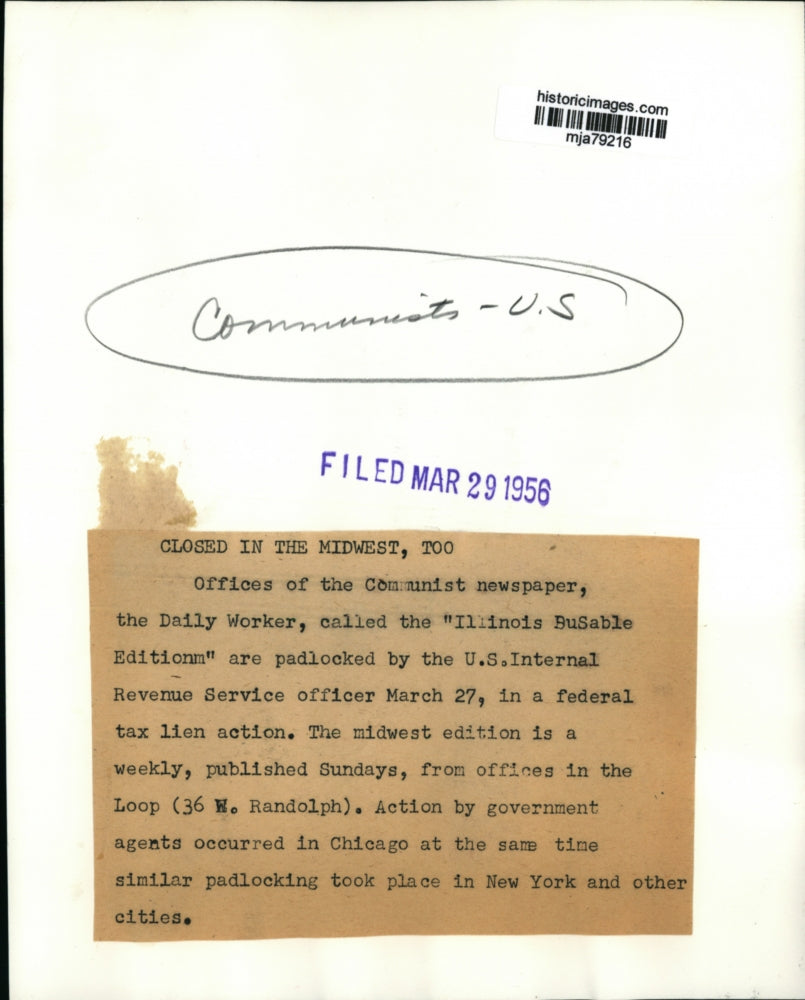 historicimages.com
mja79216
Communists - U.S
FILED MAR 29 1956
CLOSED IN THE MIDWEST, TOO
Offices of the Communist newspaper,
the Daily Worker, called the "Illinois BuSable
Editionm" are padlocked by the U.S.Internal
Revenue Service officer March 27, in a federal
tax lien action. The midwest edition is a
weekly, published Sundays, from offices in the
Loop (36 W. Randolph). Action by government
agents occurred in Chicago at the same time
similar padlocking took place in New York and other
cities.